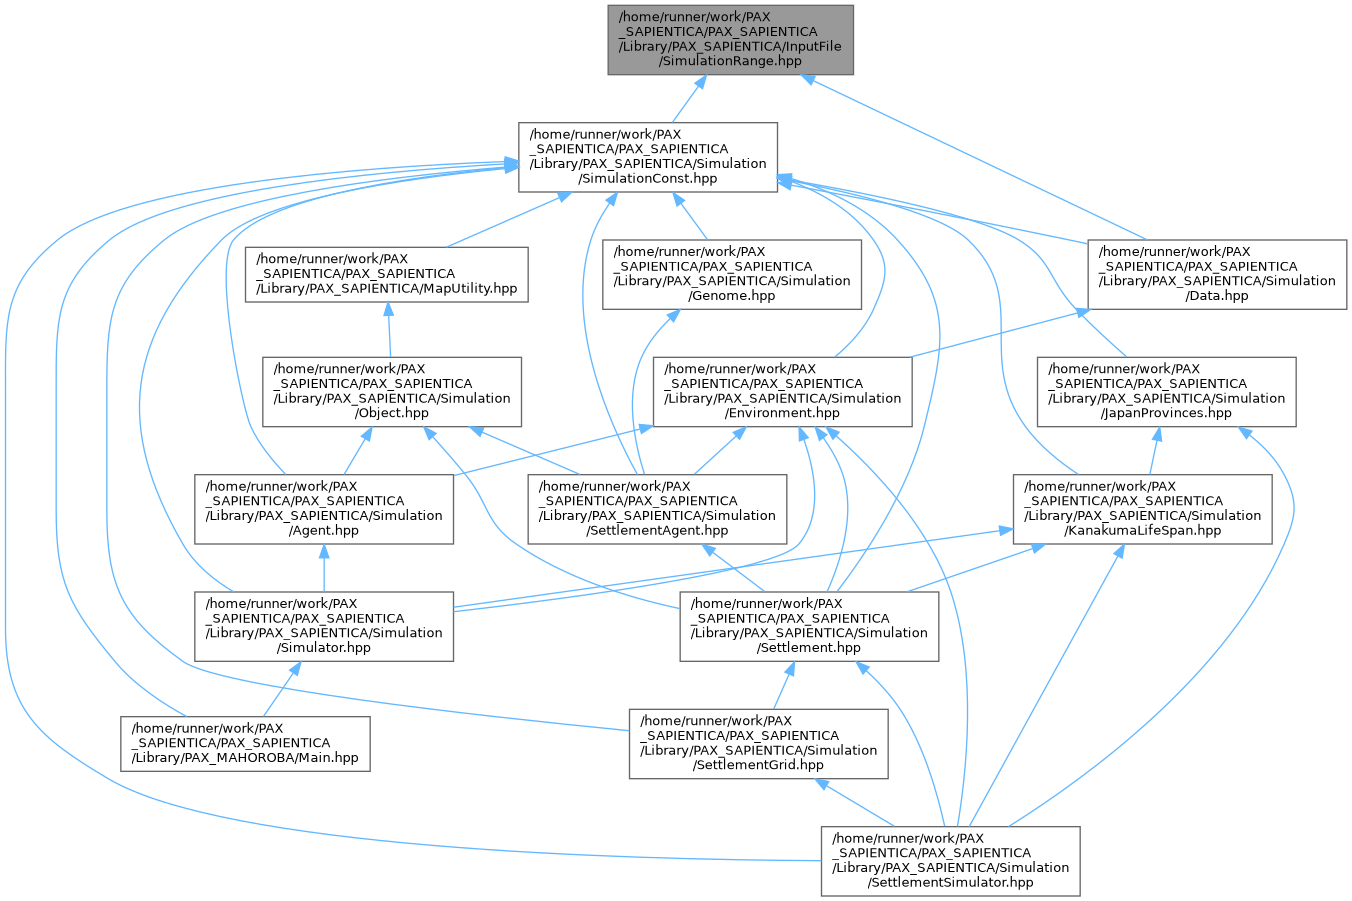 /home/runner/work/PAX
_SAPIENTICA/PAX_SAPIENTICA
/Library/PAX_SAPIENTICA/InputFile
/SimulationRange.hpp
/home/runner/work/PAX
_SAPIENTICA/PAX_SAPIENTICA
/Library/PAX_SAPIENTICA/Simulation
/SimulationConst.hpp
/home/runner/work/PAX
_SAPIENTICA/PAX_SAPIENTICA
/Library/PAX_SAPIENTICA/MapUtility.hpp
/home/runner/work/PAX
_SAPIENTICA/PAX_SAPIENTICA
/Library/PAX_SAPIENTICA/Simulation
/Genome.hpp
/home/runner/work/PAX
_SAPIENTICA/PAX_SAPIENTICA
/Library/PAX_SAPIENTICA/Simulation
/Data.hpp
/home/runner/work/PAX
_SAPIENTICA/PAX_SAPIENTICA
/Library/PAX_SAPIENTICA/Simulation
/Object.hpp
/home/runner/work/PAX
_SAPIENTICA/PAX_SAPIENTICA
/Library/PAX_SAPIENTICA/Simulation
/Environment.hpp
/home/runner/work/PAX
_SAPIENTICA/PAX_SAPIENTICA
/Library/PAX_SAPIENTICA/Simulation
/JapanProvinces.hpp
/home/runner/work/PAX
_SAPIENTICA/PAX_SAPIENTICA
/Library/PAX_SAPIENTICA/Simulation
/Agent.hpp
/home/runner/work/PAX
_SAPIENTICA/PAX_SAPIENTICA
/Library/PAX_SAPIENTICA/Simulation
/SettlementAgent.hpp
/home/runner/work/PAX
_SAPIENTICA/PAX_SAPIENTICA
/Library/PAX_SAPIENTICA/Simulation
/KanakumaLifeSpan.hpp
/home/runner/work/PAX
_SAPIENTICA/PAX_SAPIENTICA
/Library/PAX_SAPIENTICA/Simulation
/Simulator.hpp
/home/runner/work/PAX
_SAPIENTICA/PAX_SAPIENTICA
/Library/PAX_SAPIENTICA/Simulation
/Settlement.hpp
/home/runner/work/PAX
_SAPIENTICA/PAX_SAPIENTICA
/Library/PAX_MAHOROBA/Main.hpp
/home/runner/work/PAX
_SAPIENTICA/PAX_SAPIENTICA
/Library/PAX_SAPIENTICA/Simulation
/SettlementGrid.hpp
/home/runner/work/PAX
_SAPIENTICA/PAX_SAPIENTICA
/Library/PAX_SAPIENTICA/Simulation
/SettlementSimulator.hpp